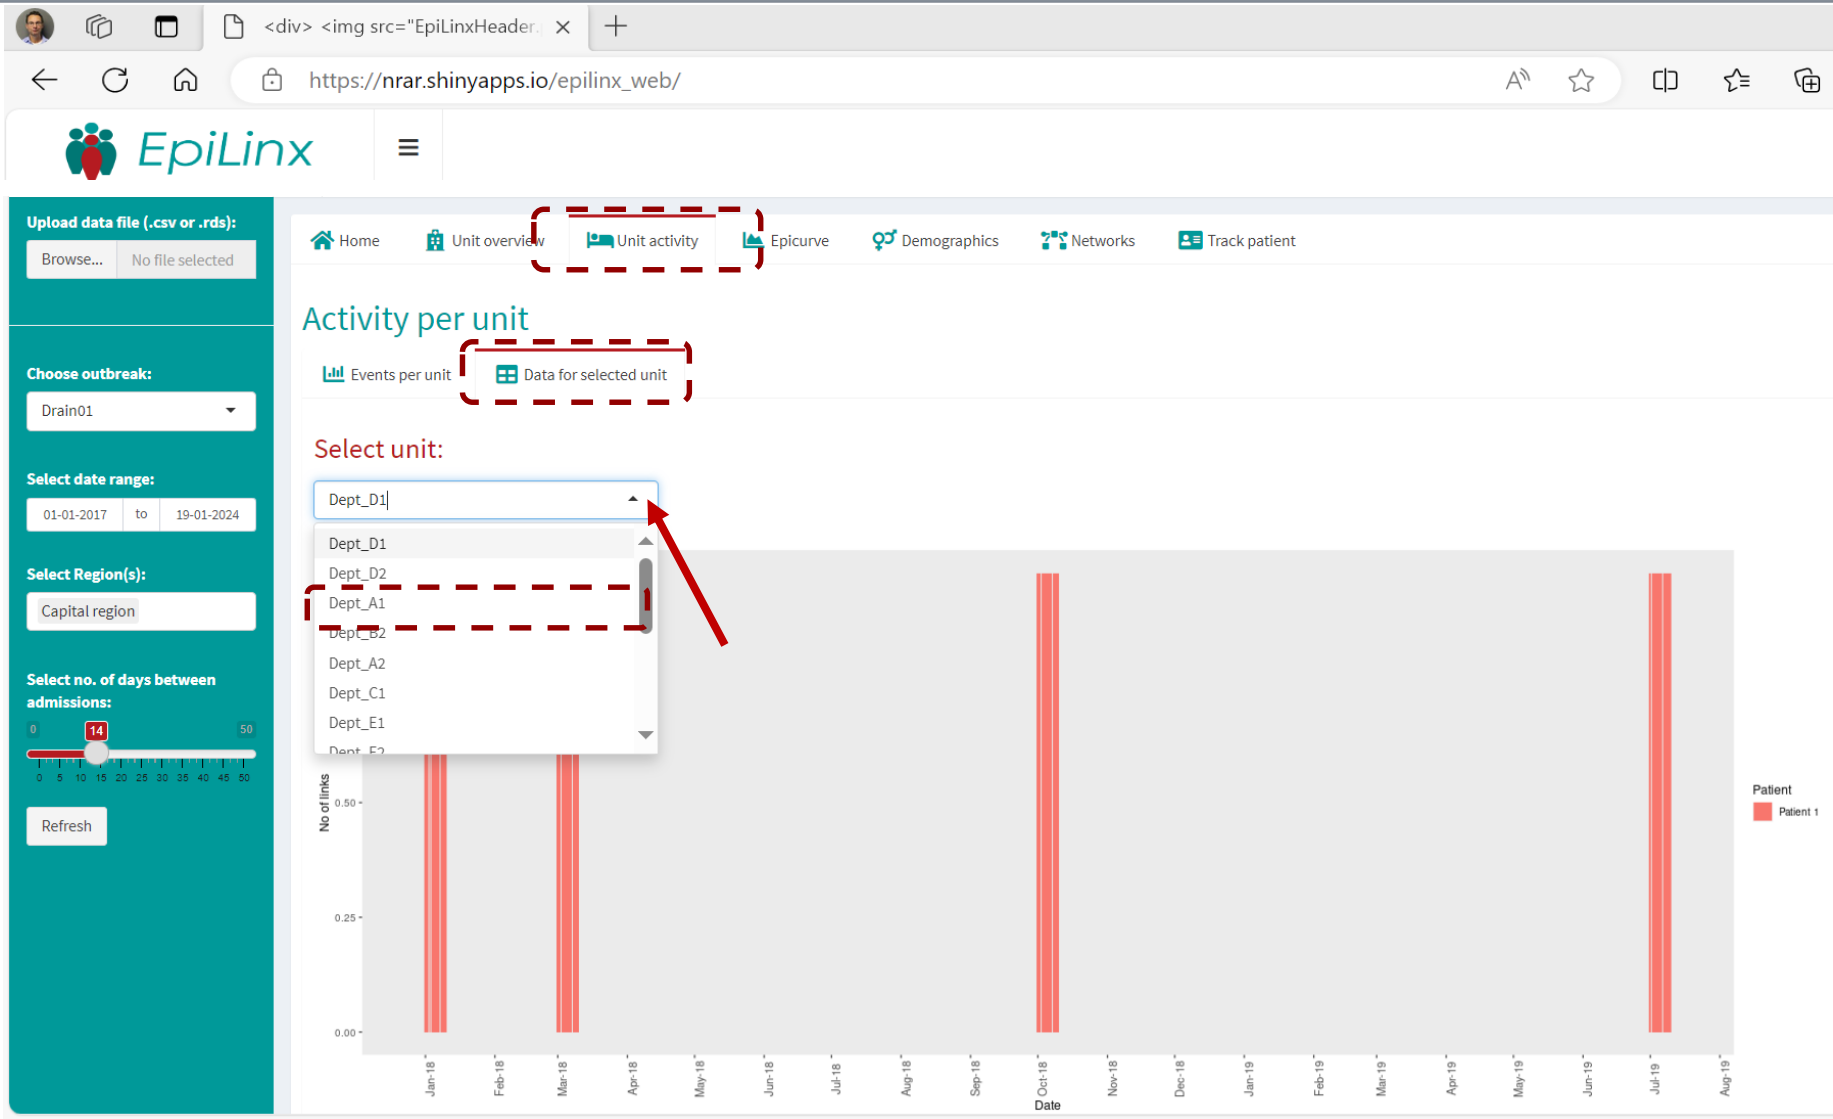 <div> <img src="EpiLinxHeader.
https://nrar.shinyapps.io/epilinx_web/
EpiLinx
Upload data file (.csv or .rds):
Browse... No file selected
Choose outbreak:
Drain01
Select date range:
01-01-2017 to 19-01-2024
Select Region(s):
Capital region
Select no. of days between
admissions:
0 14 50
0 5 10 15 20 25 30 35 40 45 50
Refresh
Home Unit overview Unit activity Epicurve Demographics Networks Track patient
Activity per unit
Events per unit Data for selected unit
Select unit:
Dept_D1
Dept_D1
Dept_D2
Dept_A1
Dept_B2
Dept_A2
Dept_C1
Dept_E1
No of links
0.50
0.25
0.00
Jan-18 Feb-18 Mar-18 Apr-18 May-18 Jun-18 Jul-18 Aug-18 Sep-18 Oct-18 Nov-18 Dec-18 Jan-19 Feb-19 Mar-19 Apr-19 May-19 Jun-19 Jul-19 Aug-19
Date
Patient
Patient 1